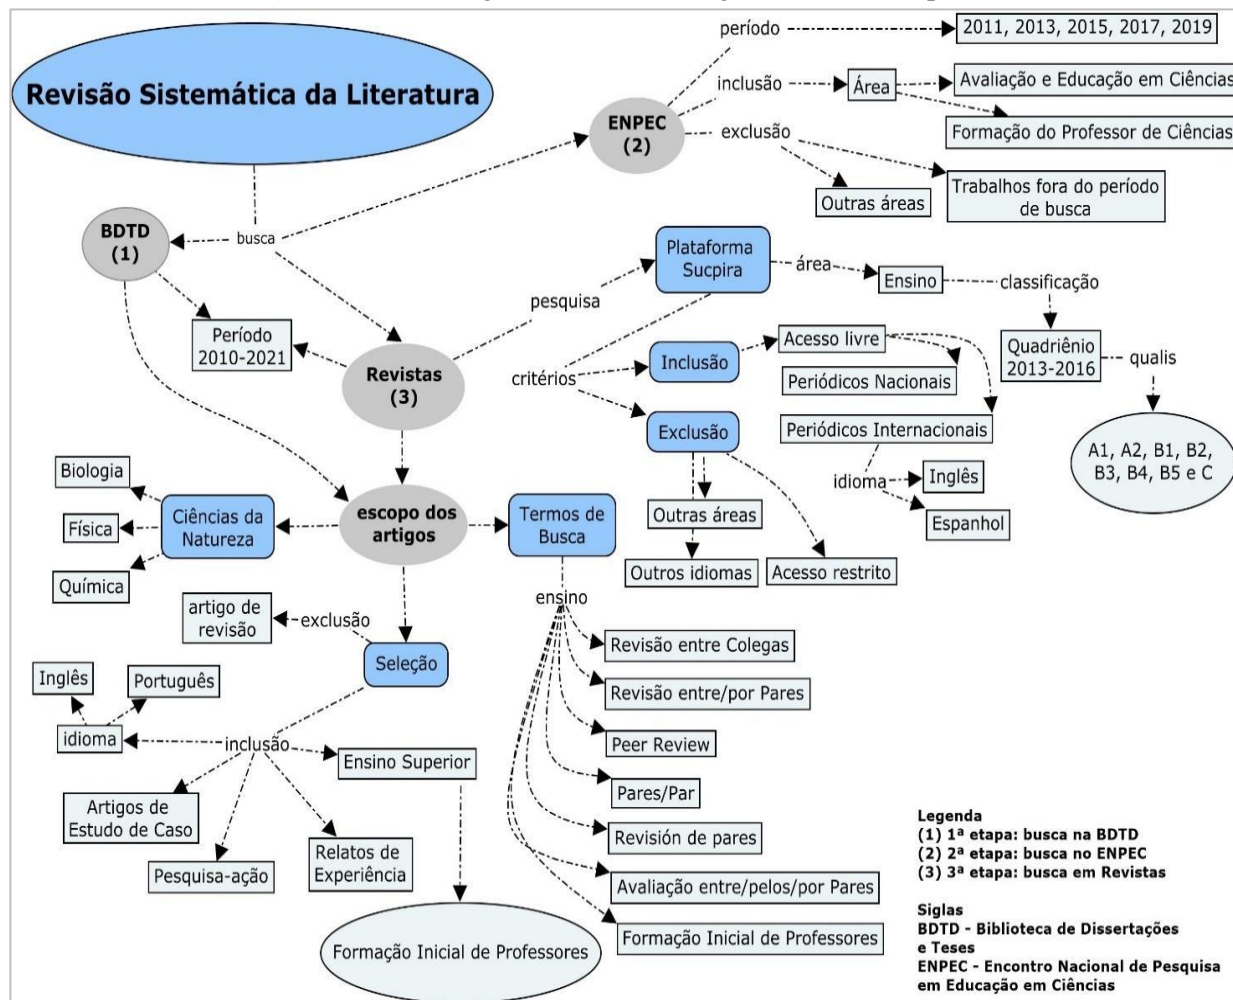 Revisão Sistemática da Literatura
período
2011, 2013, 2015, 2017, 2019
inclusão
Área
Avaliação e Educação em Ciências
Formação do Professor de Ciências
ENPEC
(2)
exclusão
Outras áreas
Trabalhos fora do período
de busca
BDTD
(1)
busca
Período
2010-2021
Revistas
(3)
pesquisa
Plataforma
Sucpira
área
Ensino
classificação
Quadriênio
2013-2016
qualis
A1, A2, B1, B2,
B3, B4, B5 e C
critérios
Inclusão
Acesso livre
Periódicos Nacionais
Periódicos Internacionais
idioma
Inglês
Espanhol
Exclusão
Outras áreas
Outros idiomas
Acesso restrito
escopo dos
artigos
Ciências da
Natureza
Biologia
Física
Química
Termos de
Busca
ensino
Revisão entre Colegas
Revisão entre/por Pares
Peer Review
Pares/Par
Revisión de pares
Avaliação entre/pelos/por Pares
Formação Inicial de Professores
Seleção
exclusão
artigo de
revisão
inclusão
idioma
Inglês
Português
Artigos de
Estudo de Caso
Pesquisa-ação
Relatos de
Experiência
Ensino Superior
Formação Inicial de Professores
Legenda
(1) 1ª etapa: busca na BDTD
(2) 2ª etapa: busca no ENPEC
(3) 3ª etapa: busca em Revistas
Siglas
BDTD - Biblioteca de Dissertações
e Teses
ENPEC - Encontro Nacional de Pesquisa
em Educação em Ciências